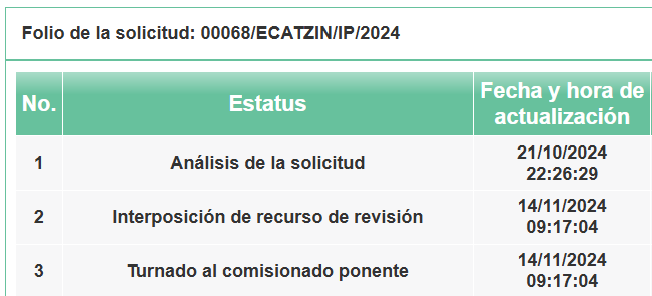 Folio de la solicitud: 00068/ECATZIN/IP/2024
No. Estatus Fecha y hora de
actualización
1 Análisis de la solicitud 21/10/2024
22:26:29
2 Interposición de recurso de revisión 14/11/2024
09:17:04
3 Turnado al comisionado ponente 14/11/2024
09:17:04